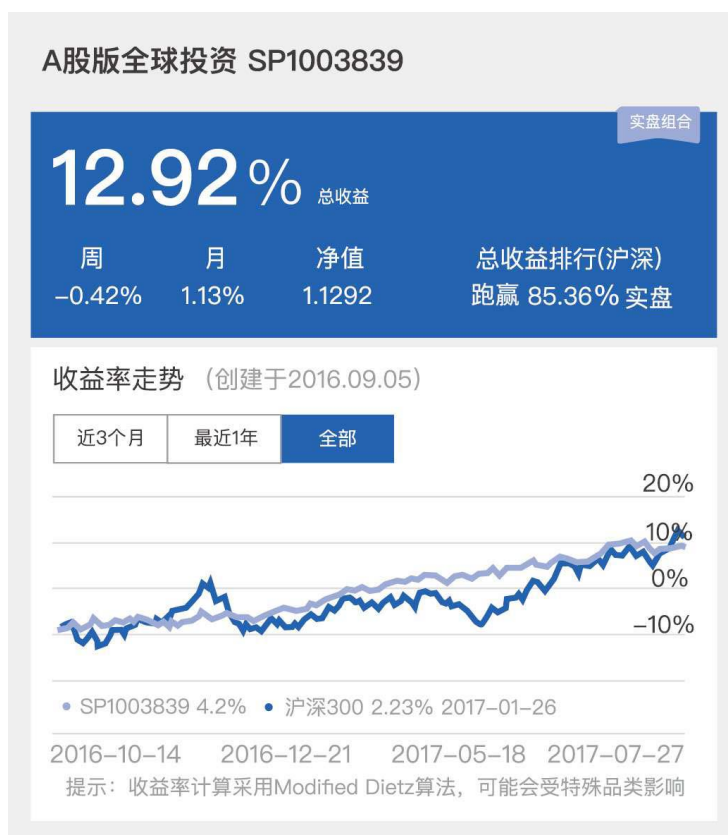 A股版全球投资 SP1003839
实盘组合
12.92% 总收益
周 月 净值 总收益排行(沪深)
-0.42% 1.13% 1.1292 跑赢 85.36% 实盘
收益率走势 （创建于2016.09.05）
近3个月 最近1年 全部
20%
10%
0%
-10%
SP1003839 4.2% 沪深300 2.23% 2017-01-26
2016-10-14 2016-12-21 2017-05-18 2017-07-27
提示：收益率计算采用Modified Dietz算法，可能会受特殊品类影响